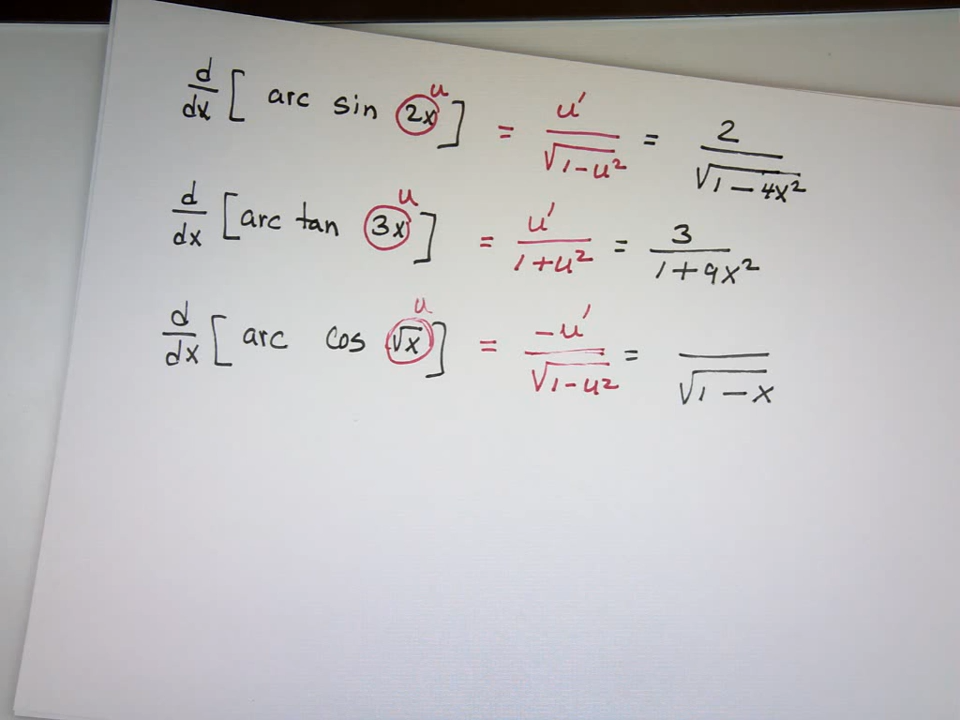 d/dx [ arc sin 2x ] u = u'/√(1-u²) = 2/√(1-4x²)
d/dx [ arc tan 3x ] u = u'/(1+u²) = 3/(1+9x²)
d/dx [ arc cos √x ] u = -u'/√(1-u²) = /√(1-x)